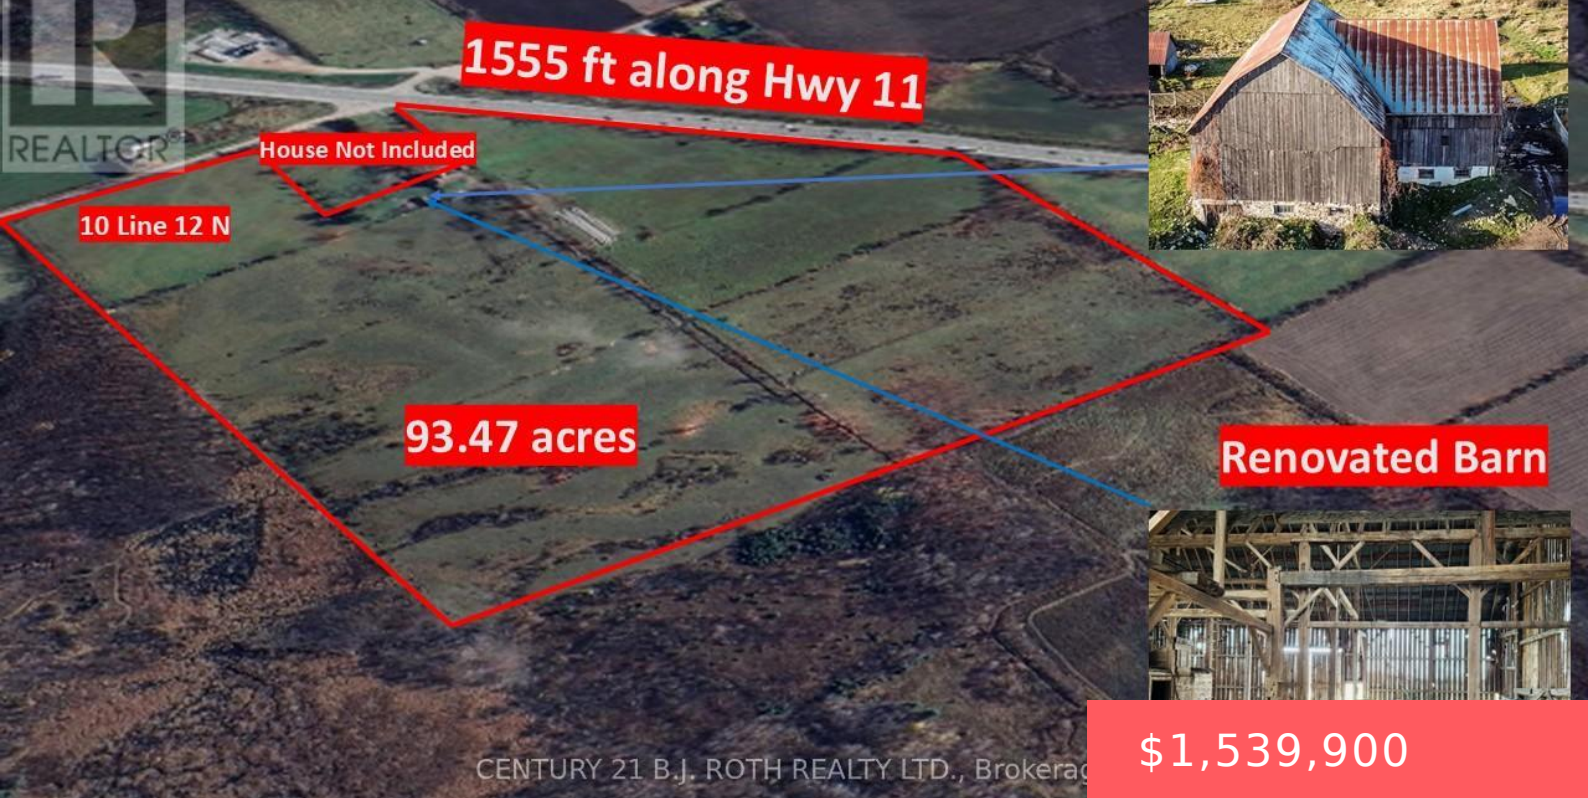 REALTOR®
1555 ft along Hwy 11
House Not Included
10 Line 12 N
93.47 acres
Renovated Barn
CENTURY 21 B.J. ROTH REALTY LTD.,
$1,539,900